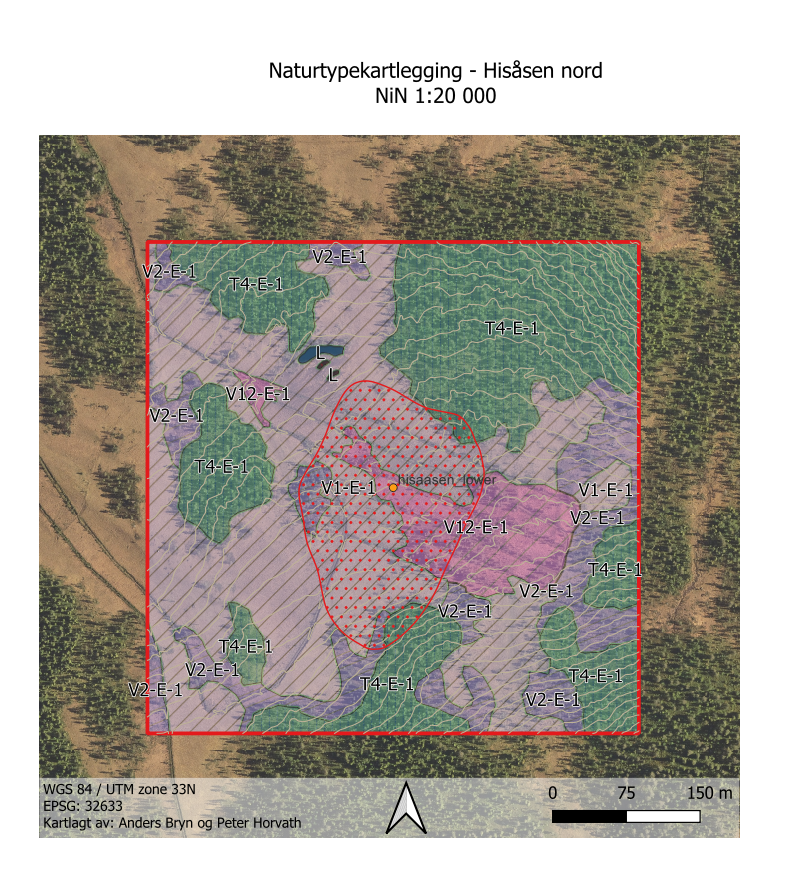 Naturtypekartlegging - Hisåsen nord
NiN 1:20 000
V2-E-1
V2-E-1
T4-E-1
T4-E-1
L
L
V12-E-1
V2-E-1
T4-E-1
hisaasen_lower
V1-E-1
V1-E-1
V2-E-1
V12-E-1
T4-E-1
V2-E-1
V2-E-1
T4-E-1
V2-E-1
T4-E-1
T4-E-1
V2-E-1
V2-E-1
WGS 84 / UTM zone 33N
EPSG: 32633
Kartlagt av: Anders Bryn og Peter Horvath
0 75 150 m